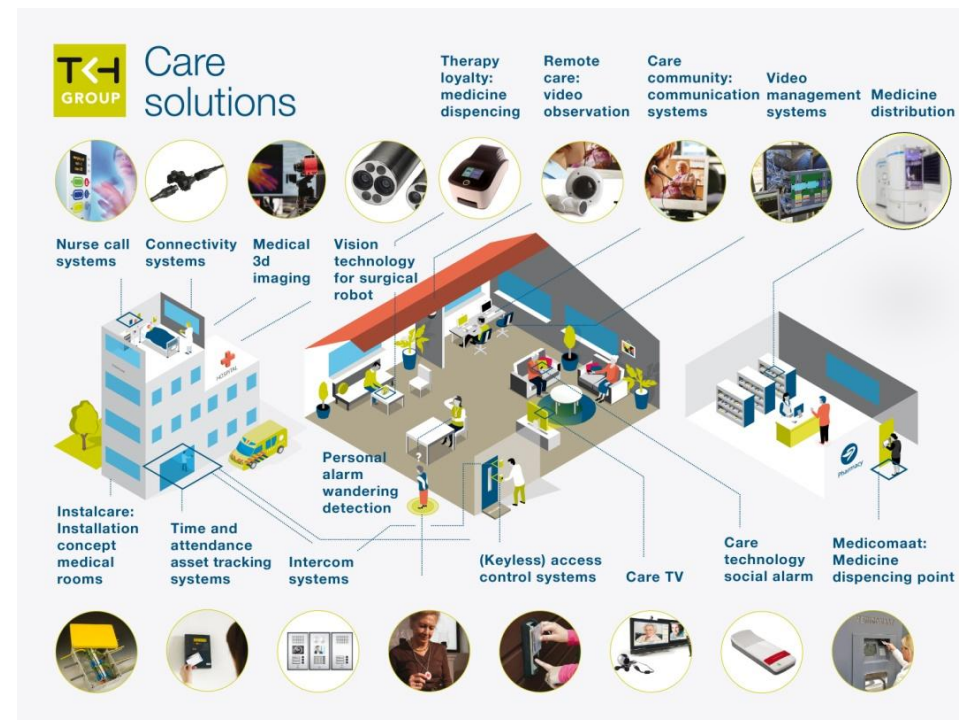 TKH
GROUP
Care
solutions
Therapy
loyalty:
medicine
dispencing
Remote
care:
video
observation
Care
community:
communication
systems
Video
management
systems
Medicine
distribution
Nurse call
systems
Connectivity
systems
Medical
3d
imaging
Vision
technology
for surgical
robot
HOSPITAL
Pharmacy
?
Personal
alarm
wandering
detection
Instalcare:
Installation
concept
medical
rooms
Time and
attendance
asset tracking
systems
Intercom
systems
(Keyless) access
control systems
Care TV
Care
technology
social alarm
Medicomaat:
Medicine
dispencing point